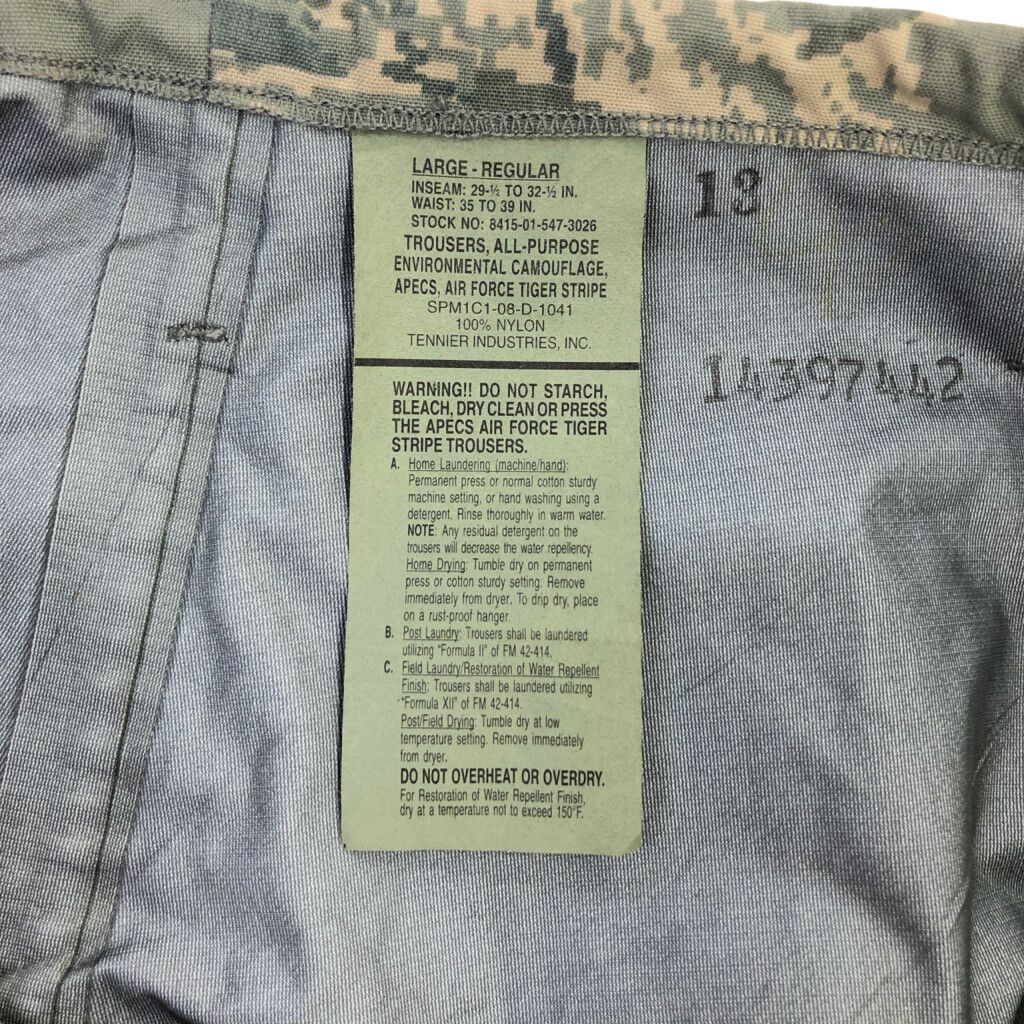 LARGE - REGULAR
INSEAM: 29-½ TO 32-½ IN.
WAIST: 35 TO 39 IN.
STOCK NO: 8415-01-547-3026
TROUSERS, ALL-PURPOSE
ENVIRONMENTAL CAMOUFLAGE,
APECS, AIR FORCE TIGER STRIPE
SPM1C1-08-D-1041
100% NYLON
TENNIER INDUSTRIES, INC.
WARNING!! DO NOT STARCH,
BLEACH, DRY CLEAN OR PRESS
THE APECS AIR FORCE TIGER
STRIPE TROUSERS.
A. Home Laundering (machine/hand):
Permanent press or normal cotton sturdy
machine setting, or hand washing using a
detergent. Rinse thoroughly in warm water.
NOTE: Any residual detergent on the
trousers will decrease the water repellency.
Home Drying: Tumble dry on permanent
press or cotton sturdy setting. Remove
immediately from dryer. To drip dry, place
on a rust-proof hanger.
B. Post Laundry: Trousers shall be laundered
utilizing "Formula II" of FM 42-414.
C. Field Laundry/Restoration of Water Repellent
Finish: Trousers shall be laundered utilizing
"Formula XII" of FM 42-414.
Post/Field Drying: Tumble dry at low
temperature setting. Remove immediately
from dryer.
DO NOT OVERHEAT OR OVERDRY.
For Restoration of Water Repellent Finish,
dry at a temperature not to exceed 150°F.
13
14397442